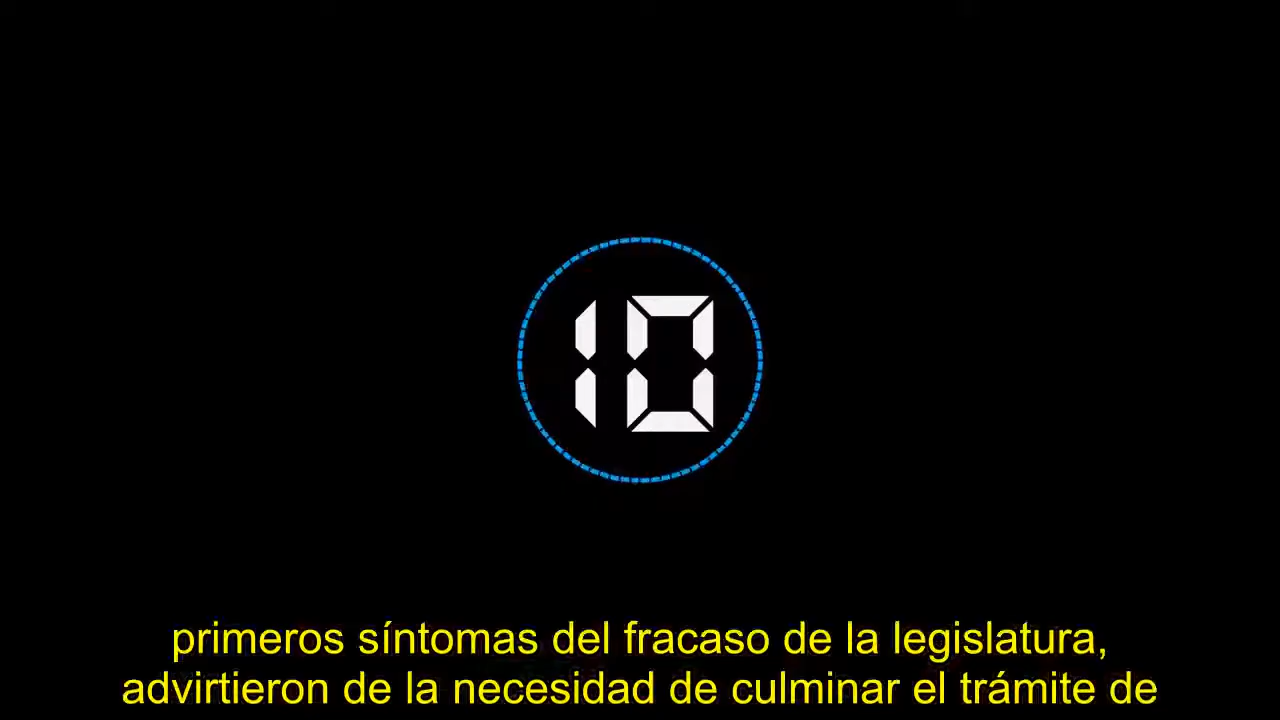 10
primeros síntomas del fracaso de la legislatura,
advirtieron de la necesidad de culminar el trámite de